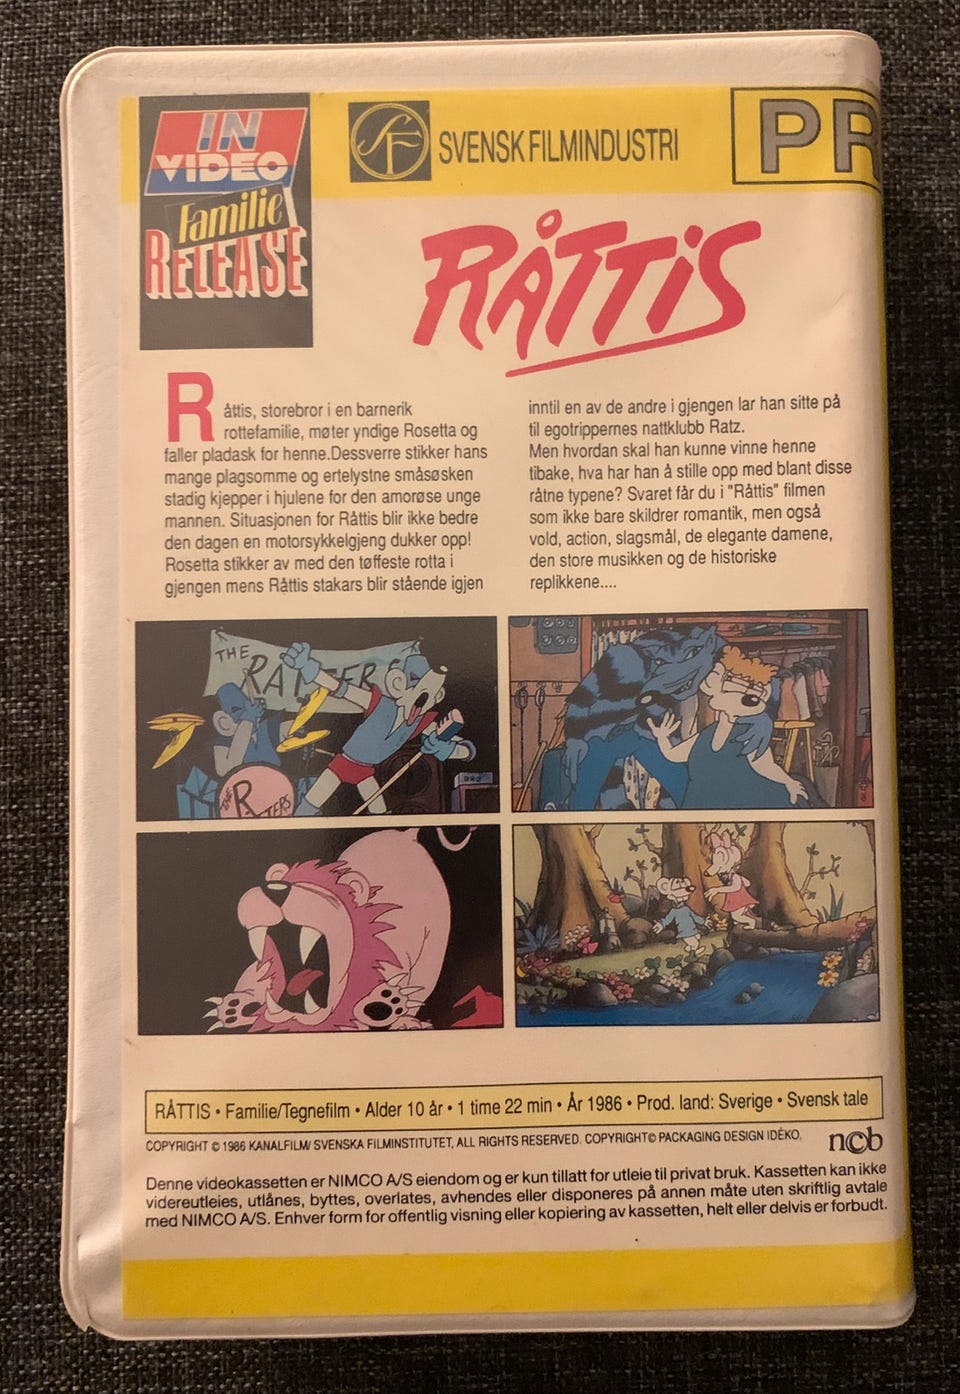 IN
VIDEO
Familie
RELEASE
SF
SVENSK FILMINDUSTRI
PR
RÅTTIS
Råttis, storebror i en barnerik
rottefamilie, møter yndige Rosetta og
faller pladask for henne.Dessverre stikker hans
mange plagsomme og ertelystne småsøsken
stadig kjepper i hjulene for den amorøse unge
mannen. Situasjonen for Råttis blir ikke bedre
den dagen en motorsykkelgjeng dukker opp!
Rosetta stikker av med den tøffeste rotta i
gjengen mens Råttis stakars blir stående igjen
inntil en av de andre i gjengen lar han sitte på
til egotrippernes nattklubb Ratz.
Men hvordan skal han kunne vinne henne
tibake, hva har han å stille opp med blant disse
råtne typene? Svaret får du i "Råttis" filmen
som ikke bare skildrer romantik, men også
vold, action, slagsmål, de elegante damene,
den store musikken og de historiske
replikkene....
THE
THE
RÅTTIS • Familie/Tegnefilm • Alder 10 år • 1 time 22 min • År 1986 • Prod. land: Sverige • Svensk tale
COPYRIGHT © 1986 KANALFILM/ SVENSKA FILMINSTITUTET, ALL RIGHTS RESERVED. COPYRIGHT© PACKAGING DESIGN IDÉKO,
ncb
Denne videokassetten er NIMCO A/S eiendom og er kun tillatt for utleie til privat bruk. Kassetten kan ikke
videreutleies, utlånes, byttes, overlates, avhendes eller disponeres på annen måte uten skriftlig avtale
med NIMCO A/S. Enhver form for offentlig visning eller kopiering av kassetten, helt eller delvis er forbudt.